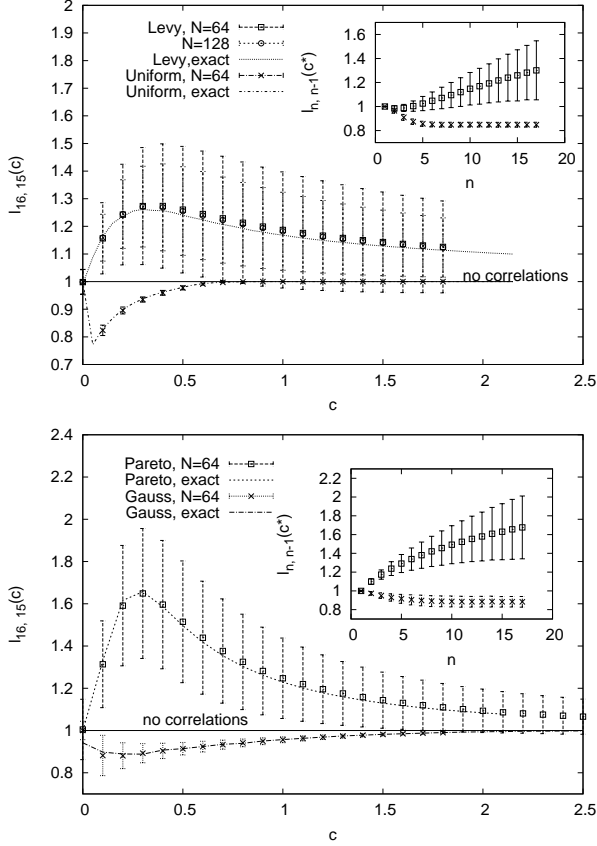 2
1.9
1.8
1.7
1.6
1.5
1.4
1.3
1.2
1.1
1
0.9
0.8
0.7
l16, 15(c)
Levy, N=64
N=128
Levy,exact
Uniform, N=64
Uniform, exact
1.6
1.4
1.2
1
0.8
ln, n-1(c*)
0 5 10 15 20
n
no correlations
0 0.5 1 1.5 2 2.5
c
2.4
2.2
2
1.8
1.6
1.4
1.2
1
0.8
l16, 15(c)
Pareto, N=64
Pareto, exact
Gauss, N=64
Gauss, exact
2.2
2
1.8
1.6
1.4
1.2
1
0.8
ln, n-1(c*)
0 5 10 15 20
n
no correlations
0 0.5 1 1.5 2 2.5
c